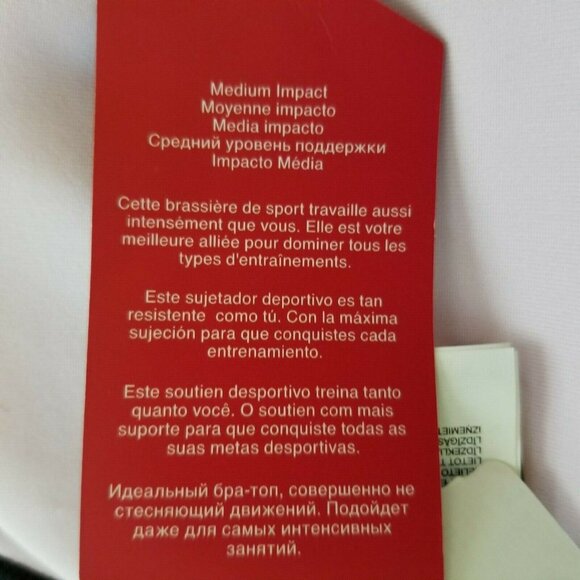 Medium Impact
Moyenne impacto
Media impacto
Средний уровень поддержки
Impacto Média
Cette brassière de sport travaille aussi
intensément que vous. Elle est votre
meilleure alliée pour dominer tous les
types d'entraînements.
Este sujetador deportivo es tan
resistente como tú. Con la máxima
sujeción para que conquistes cada
entrenamiento.
Este soutien desportivo treina tanto
quanto você. O soutien com mais
suporte para que conquiste todas as
suas metas desportivas.
Идеальный бра-топ, совершенно не
стесняющий движений. Подойдет
даже для самых интенсивных
занятий.
LIETOT
LĪDZEKĻU
LĪDZĪGAS
IZŅEMIET